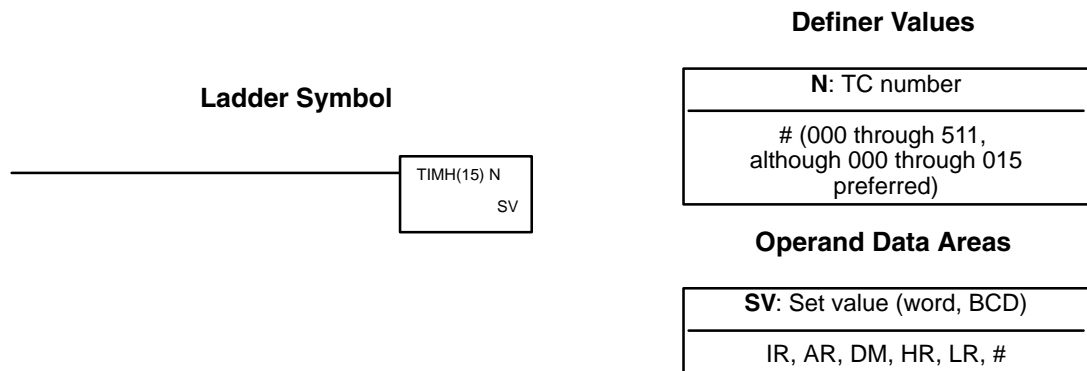 Ladder Symbol
TIMH(15) N
SV
Definer Values
N: TC number
# (000 through 511,
although 000 through 015
preferred)
Operand Data Areas
SV: Set value (word, BCD)
IR, AR, DM, HR, LR, #